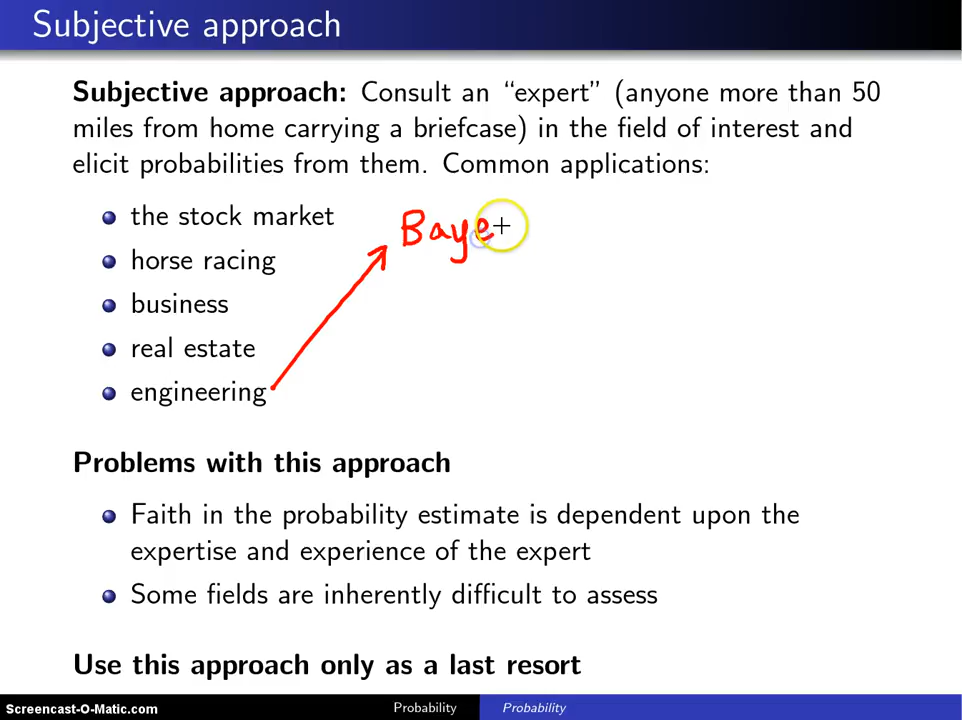 Subjective approach
Subjective approach: Consult an “expert” (anyone more than 50
miles from home carrying a briefcase) in the field of interest and
elicit probabilities from them. Common applications:
the stock market
Baye
horse racing
business
real estate
engineering
Problems with this approach
Faith in the probability estimate is dependent upon the
expertise and experience of the expert
Some fields are inherently difficult to assess
Use this approach only as a last resort
Screencast-O-Matic.com
Probability
Probability